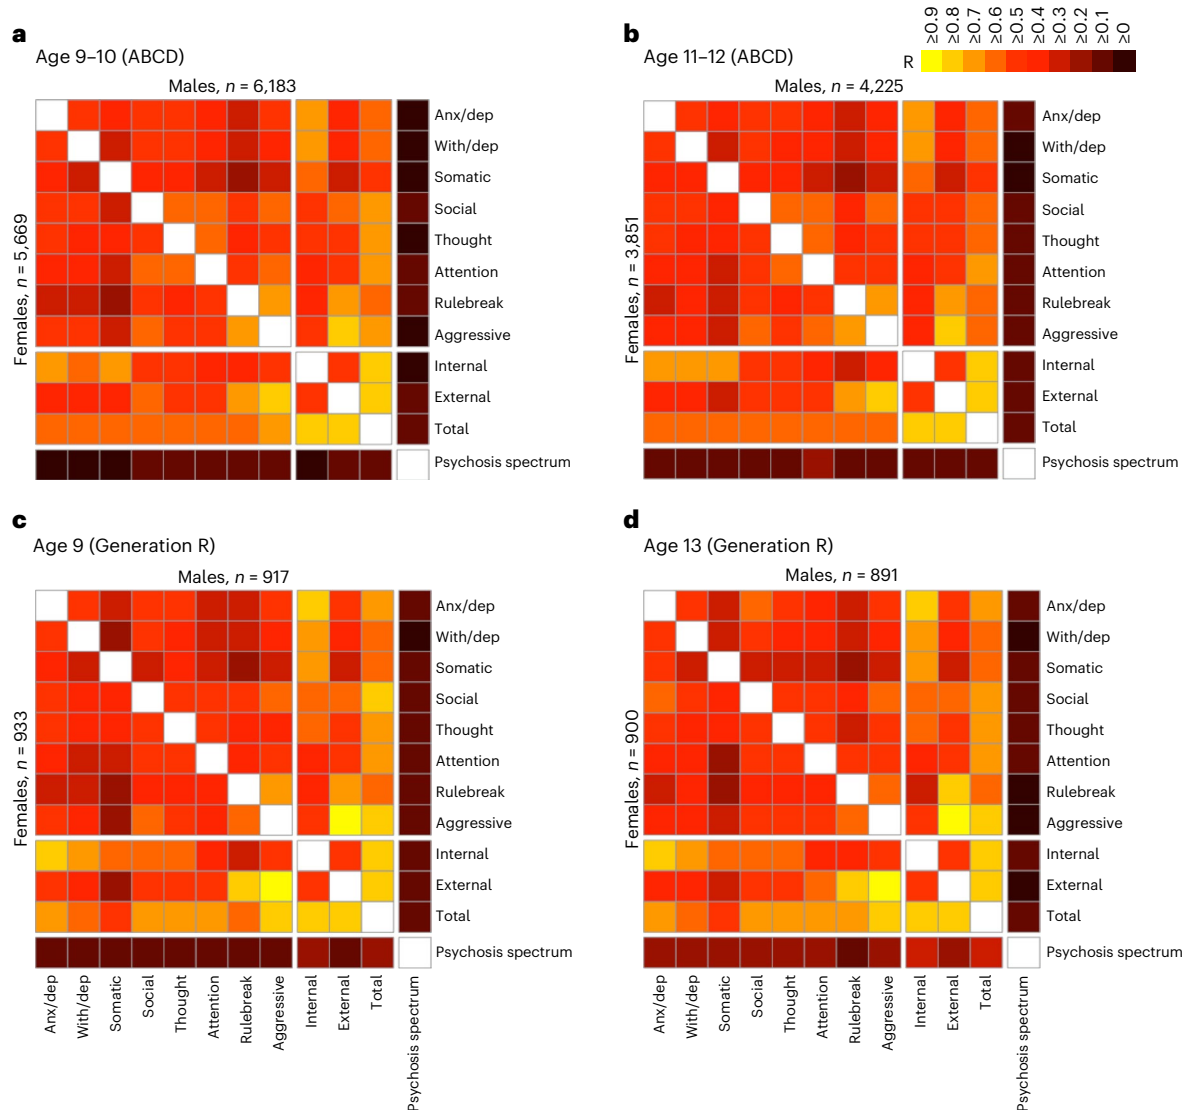 a
Age 9–10 (ABCD)
Males, n = 6,183
Females, n = 5,669
Anx/dep
With/dep
Somatic
Social
Thought
Attention
Rulebreak
Aggressive
Internal
External
Total
Psychosis spectrum
b
Age 11–12 (ABCD)
R
≥0.9
≥0.8
≥0.7
≥0.6
≥0.5
≥0.4
≥0.3
≥0.2
≥0.1
≥0
Males, n = 4,225
Females, n = 3,851
Anx/dep
With/dep
Somatic
Social
Thought
Attention
Rulebreak
Aggressive
Internal
External
Total
Psychosis spectrum
c
Age 9 (Generation R)
Males, n = 917
Females, n = 933
Anx/dep
With/dep
Somatic
Social
Thought
Attention
Rulebreak
Aggressive
Internal
External
Total
Psychosis spectrum
Anx/dep
With/dep
Somatic
Social
Thought
Attention
Rulebreak
Aggressive
Internal
External
Total
Psychosis spectrum
d
Age 13 (Generation R)
Males, n = 891
Females, n = 900
Anx/dep
With/dep
Somatic
Social
Thought
Attention
Rulebreak
Aggressive
Internal
External
Total
Psychosis spectrum
Anx/dep
With/dep
Somatic
Social
Thought
Attention
Rulebreak
Aggressive
Internal
External
Total
Psychosis spectrum